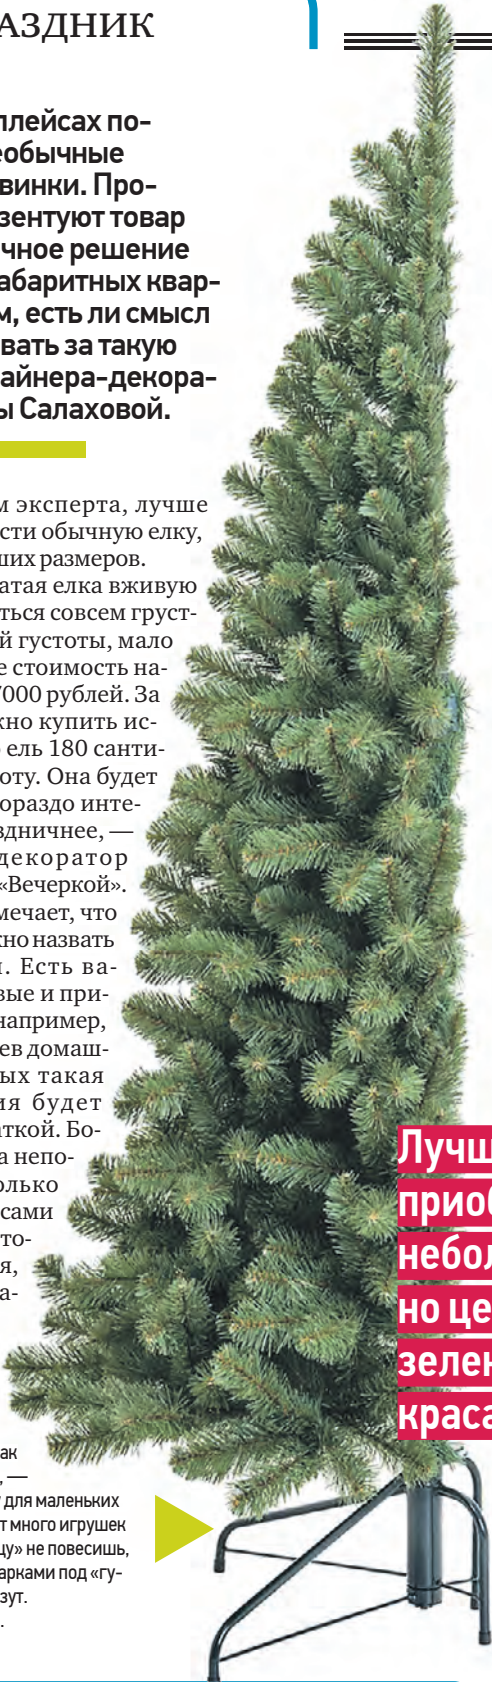 АЗДНИК
плейсах по-
еобычные
винки. Про-
зентуют товар
чное решение
габаритных квар-
м, есть ли смысл
вать за такую
айнера-декора-
ы Салаховой.
м эксперта, лучше
сти обычную елку,
ших размеров.
атая елка вживую
ться совсем груст-
й густоты, мало
е стоимость на-
7000 рублей. За
жно купить ис-
ель 180 санти-
оту. Она будет
ораздо инте-
здничнее, —
декоратор
«Вечеркой».
мечает, что
жно назвать
. Есть ва-
вые и при-
например,
ев домаш-
ых такая
ия будет
аткой. Бо-
а непо-
олько
сами
то-
я,
а-
ак
, —
для маленьких
т много игрушек
цу» не повесишь,
арками под «гу-
зут.
Лучш
приоб
небол
но це
зелен
краса